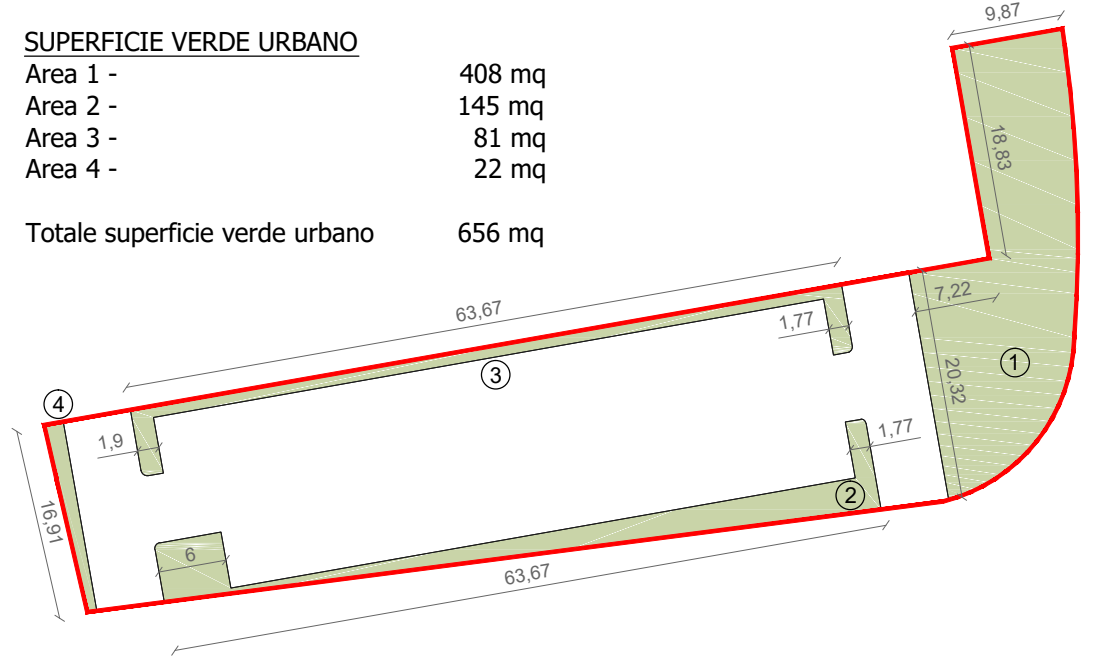 SUPERFICIE VERDE URBANO
Area 1 - 408 mq
Area 2 - 145 mq
Area 3 - 81 mq
Area 4 - 22 mq
Totale superficie verde urbano 656 mq
9,87
18,83
63,67
7,22
1,77
1
3
20,32
4
1,9
1,77
2
16,91
6
63,67